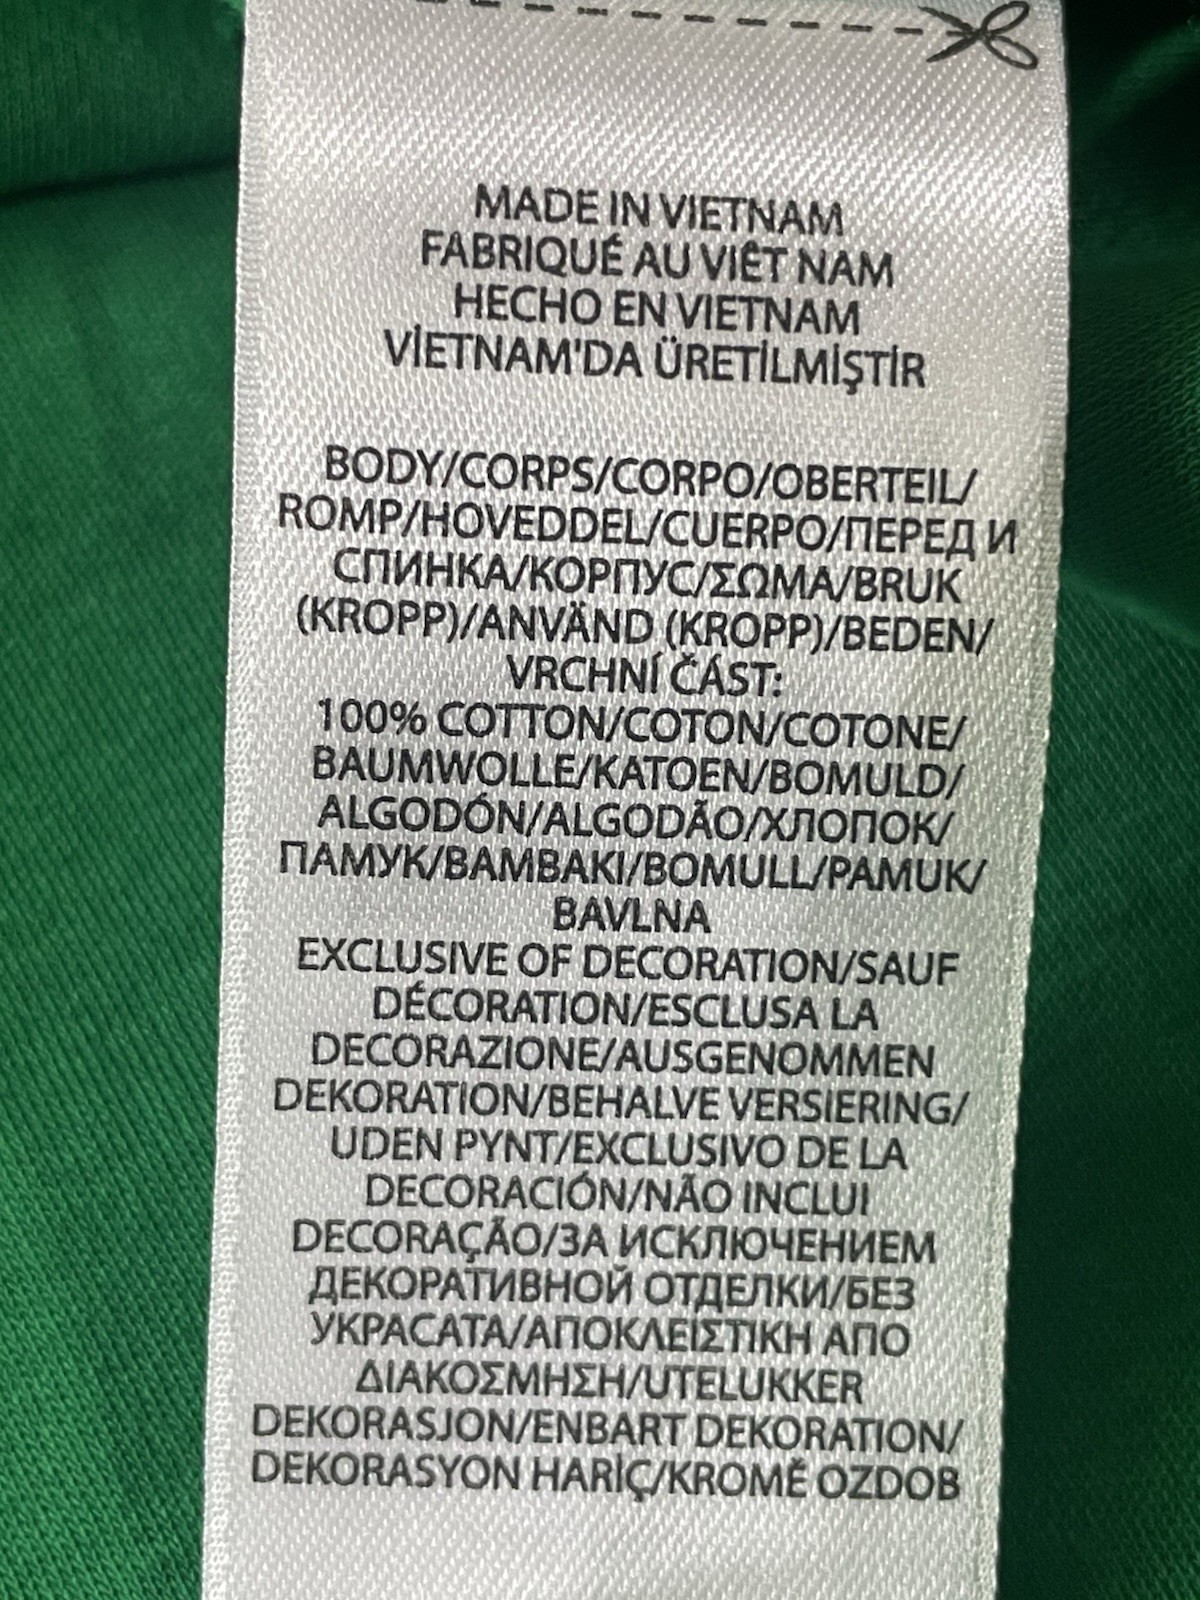 MADE IN VIETNAM
FABRIQUÉ AU VIÊT NAM
HECHO EN VIETNAM
VİETNAM'DA ÜRETİLMİŞTİR
BODY/CORPS/CORPO/OBERTEIL/
ROMP/HOVEDDEL/CUERPO/ПЕРЕД И
СПИНКА/КОРПУС/ΣΩΜΑ/BRUK
(KROPP)/ANVÄND (KROPP)/BEDEN/
VRCHNÍ ČÁST:
100% COTTON/COTON/COTONE/
BAUMWOLLE/KATOEN/BOMULD/
ALGODÓN/ALGODÃO/ХЛОПОК/
ПАМУК/ΒΑΜΒΑΚΙ/BOMULL/PAMUK/
BAVLNA
EXCLUSIVE OF DECORATION/SAUF
DÉCORATION/ESCLUSA LA
DECORAZIONE/AUSGENOMMEN
DEKORATION/BEHALVE VERSIERING/
UDEN PYNT/EXCLUSIVO DE LA
DECORACIÓN/NÃO INCLUI
DECORAÇÃO/ЗА ИСКЛЮЧЕНИЕМ
ДЕКОРАТИВНОЙ ОТДЕЛКИ/БЕЗ
УКРАСАТА/ΑΠΟΚΛΕΙΣΤΙΚΗ ΑΠΟ
ΔΙΑΚΟΣΜΗΣΗ/UTELUKKER
DEKORASJON/ENBART DEKORATION/
DEKORASYON HARİÇ/KROMĚ OZDOB